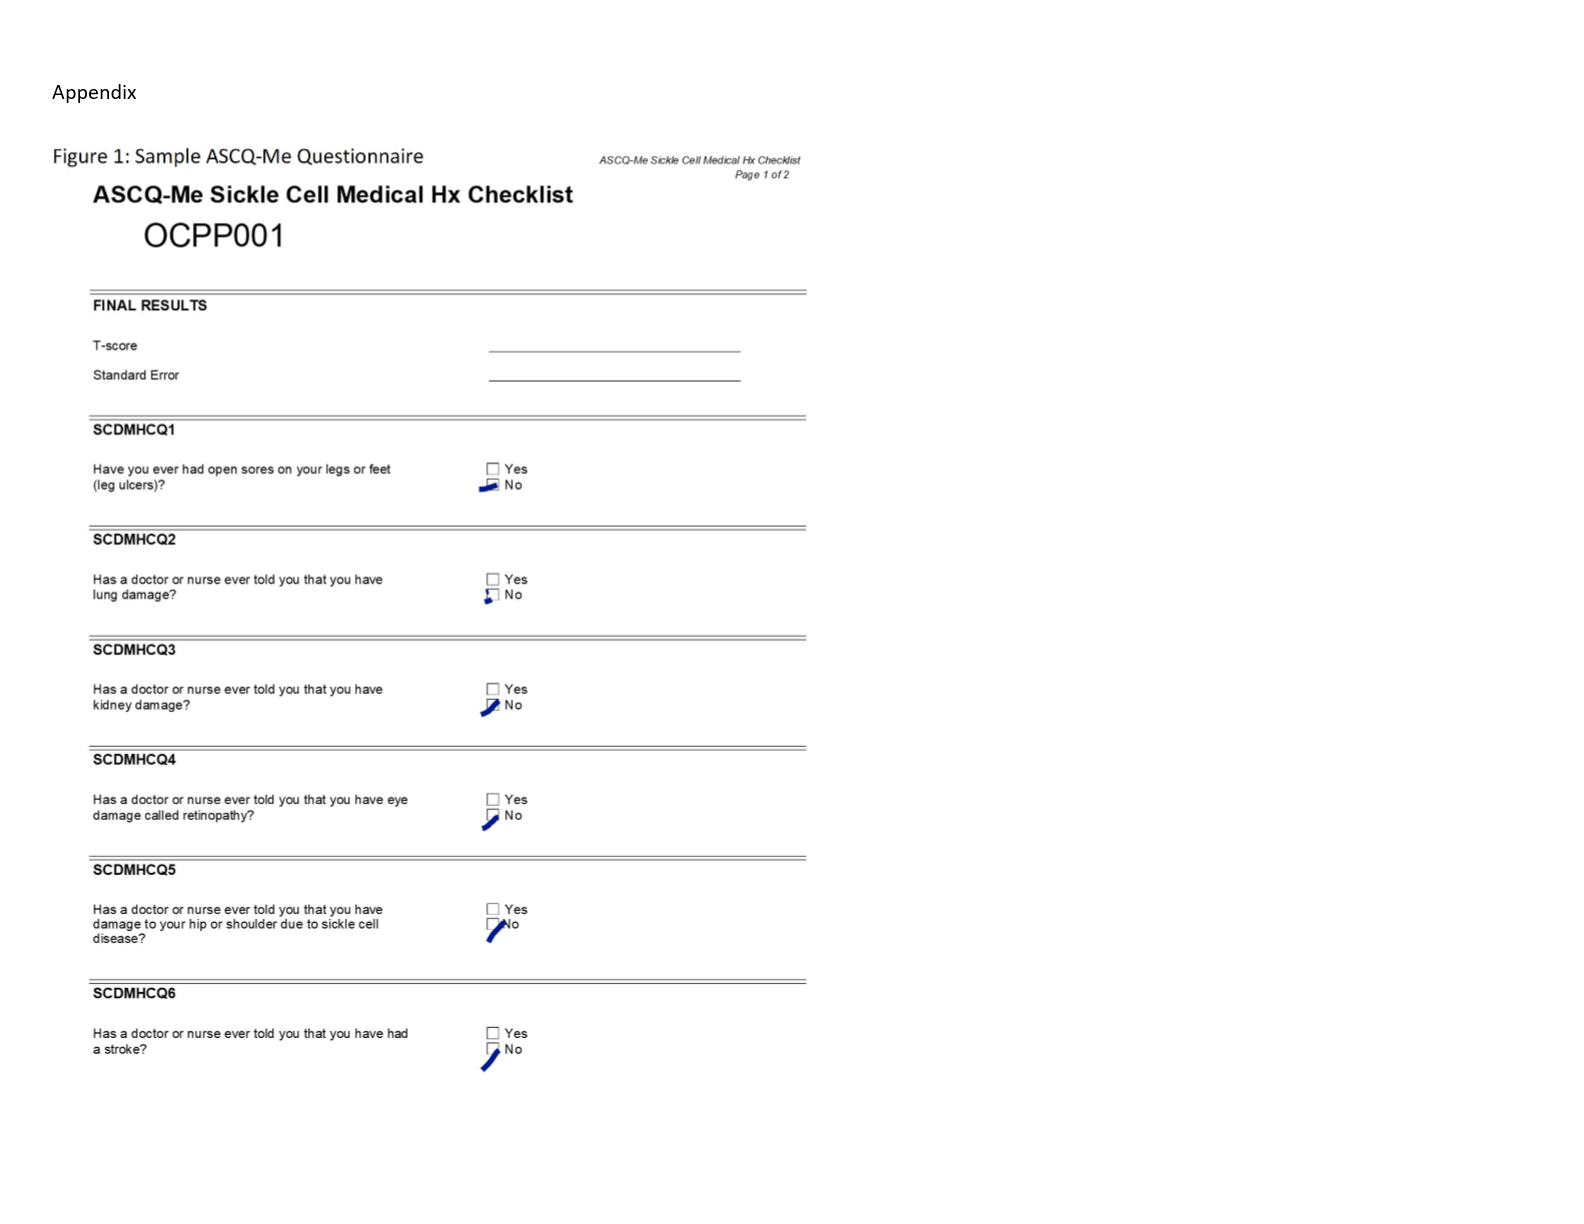 Appendix
Figure 1: Sample ASCQ-Me Questionnaire
ASCQ-Me Sickle Cell Medical Hx Checklist
Page 1 of 2
ASCQ-Me Sickle Cell Medical Hx Checklist
OCPP001
FINAL RESULTS
T-score
Standard Error
SCDMHCQ1
Have you ever had open sores on your legs or feet
(leg ulcers)?
Yes
No
SCDMHCQ2
Has a doctor or nurse ever told you that you have
lung damage?
Yes
No
SCDMHCQ3
Has a doctor or nurse ever told you that you have
kidney damage?
Yes
No
SCDMHCQ4
Has a doctor or nurse ever told you that you have eye
damage called retinopathy?
Yes
No
SCDMHCQ5
Has a doctor or nurse ever told you that you have
damage to your hip or shoulder due to sickle cell
disease?
Yes
No
SCDMHCQ6
Has a doctor or nurse ever told you that you have had
a stroke?
Yes
No